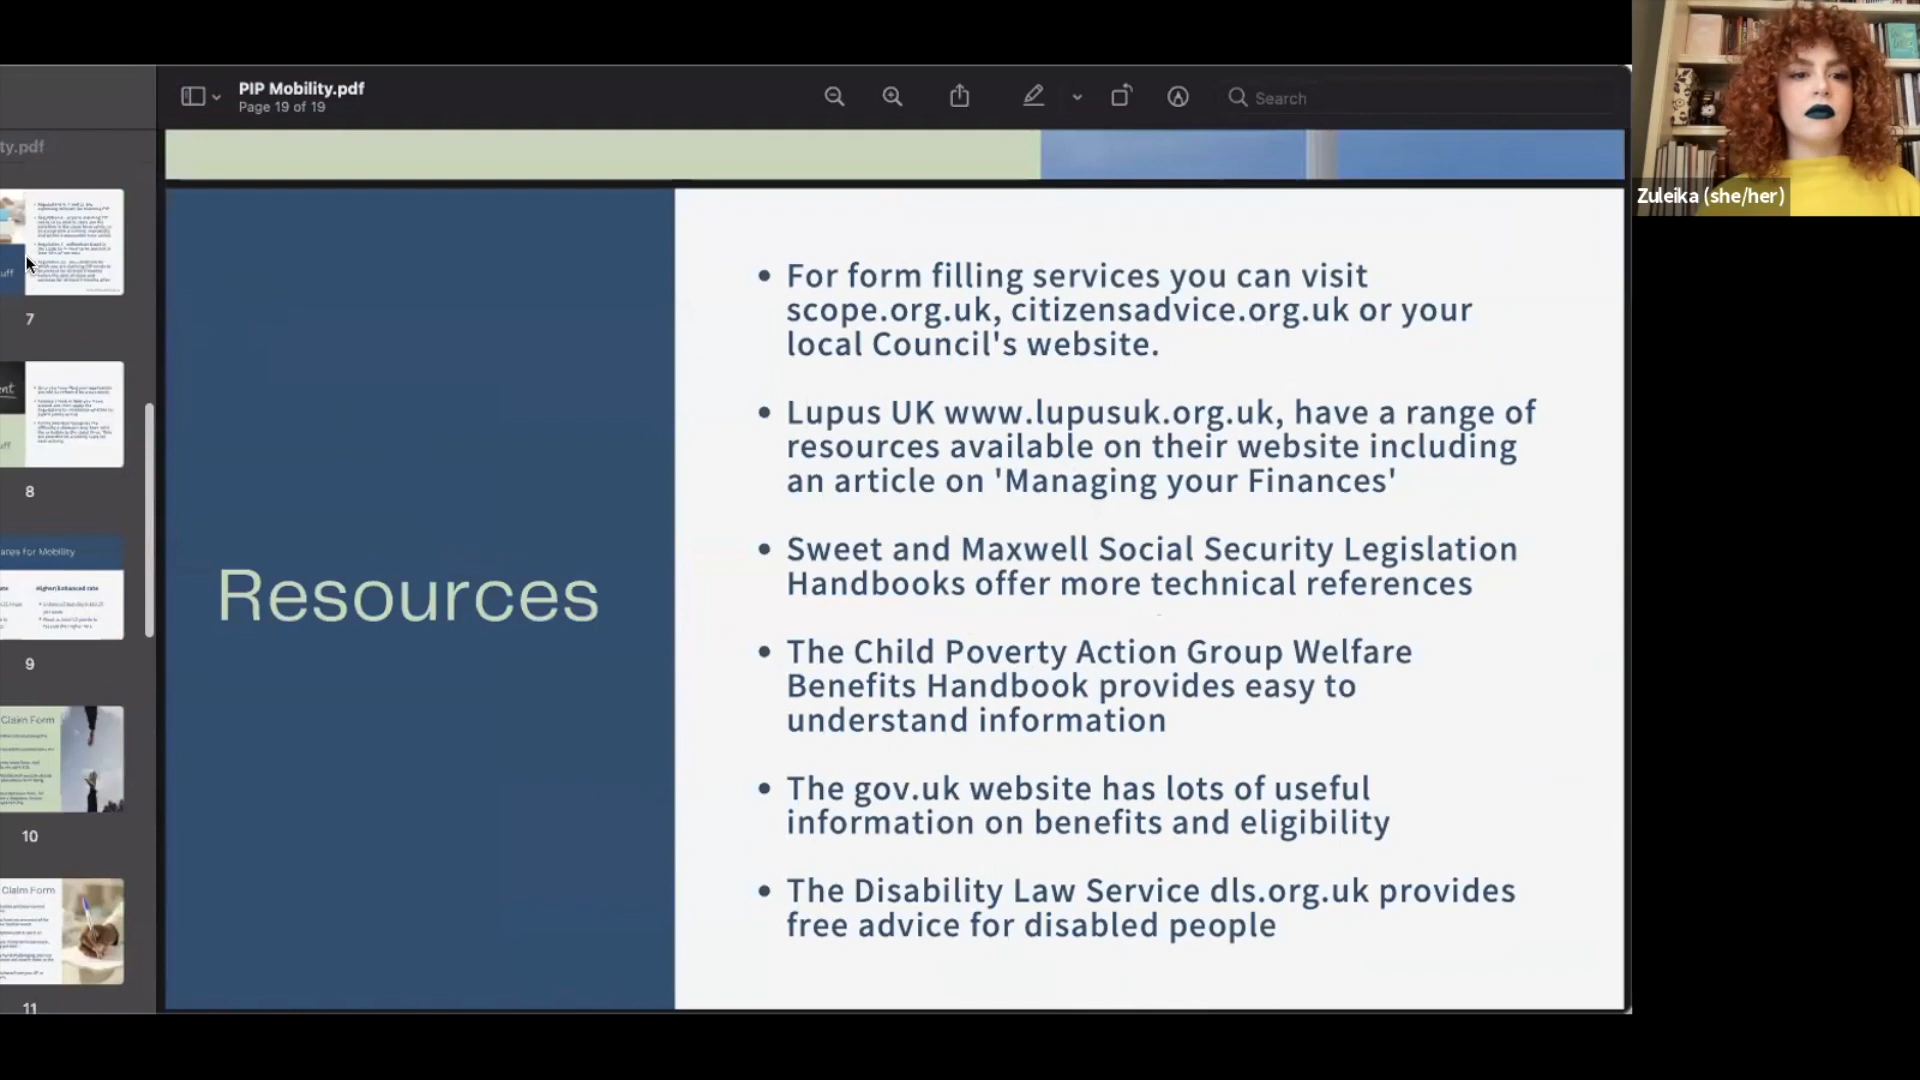 PIP Mobility.pdf
Page 19 of 19
Search
Zuleika (she/her)
ty.pdf
7
8
ates for Mobility
9
Claim Form
10
Claim Form
11
Resources
• For form filling services you can visit
scope.org.uk, citizensadvice.org.uk or your
local Council's website.
• Lupus UK www.lupusuk.org.uk, have a range of
resources available on their website including
an article on 'Managing your Finances'
• Sweet and Maxwell Social Security Legislation
Handbooks offer more technical references
• The Child Poverty Action Group Welfare
Benefits Handbook provides easy to
understand information
• The gov.uk website has lots of useful
information on benefits and eligibility
• The Disability Law Service dls.org.uk provides
free advice for disabled people